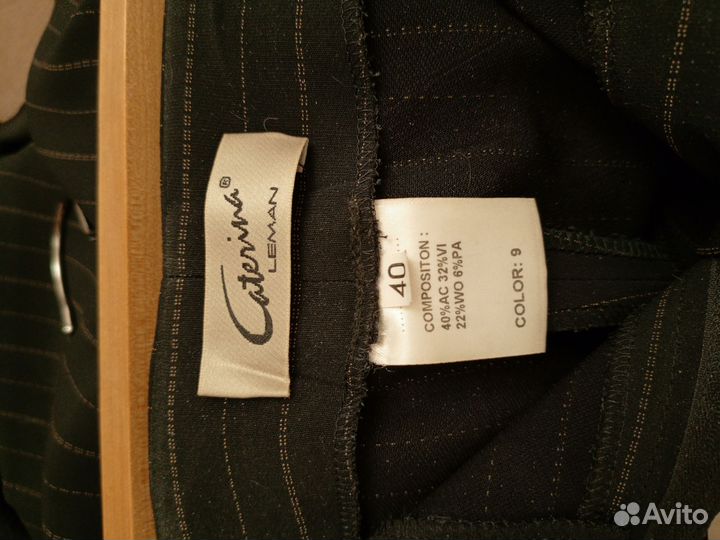 Caterina®
LEMAN
40
COMPOSITON :
40%AC 32%VI
22%WO 6%PA
COLOR: 9
Avito